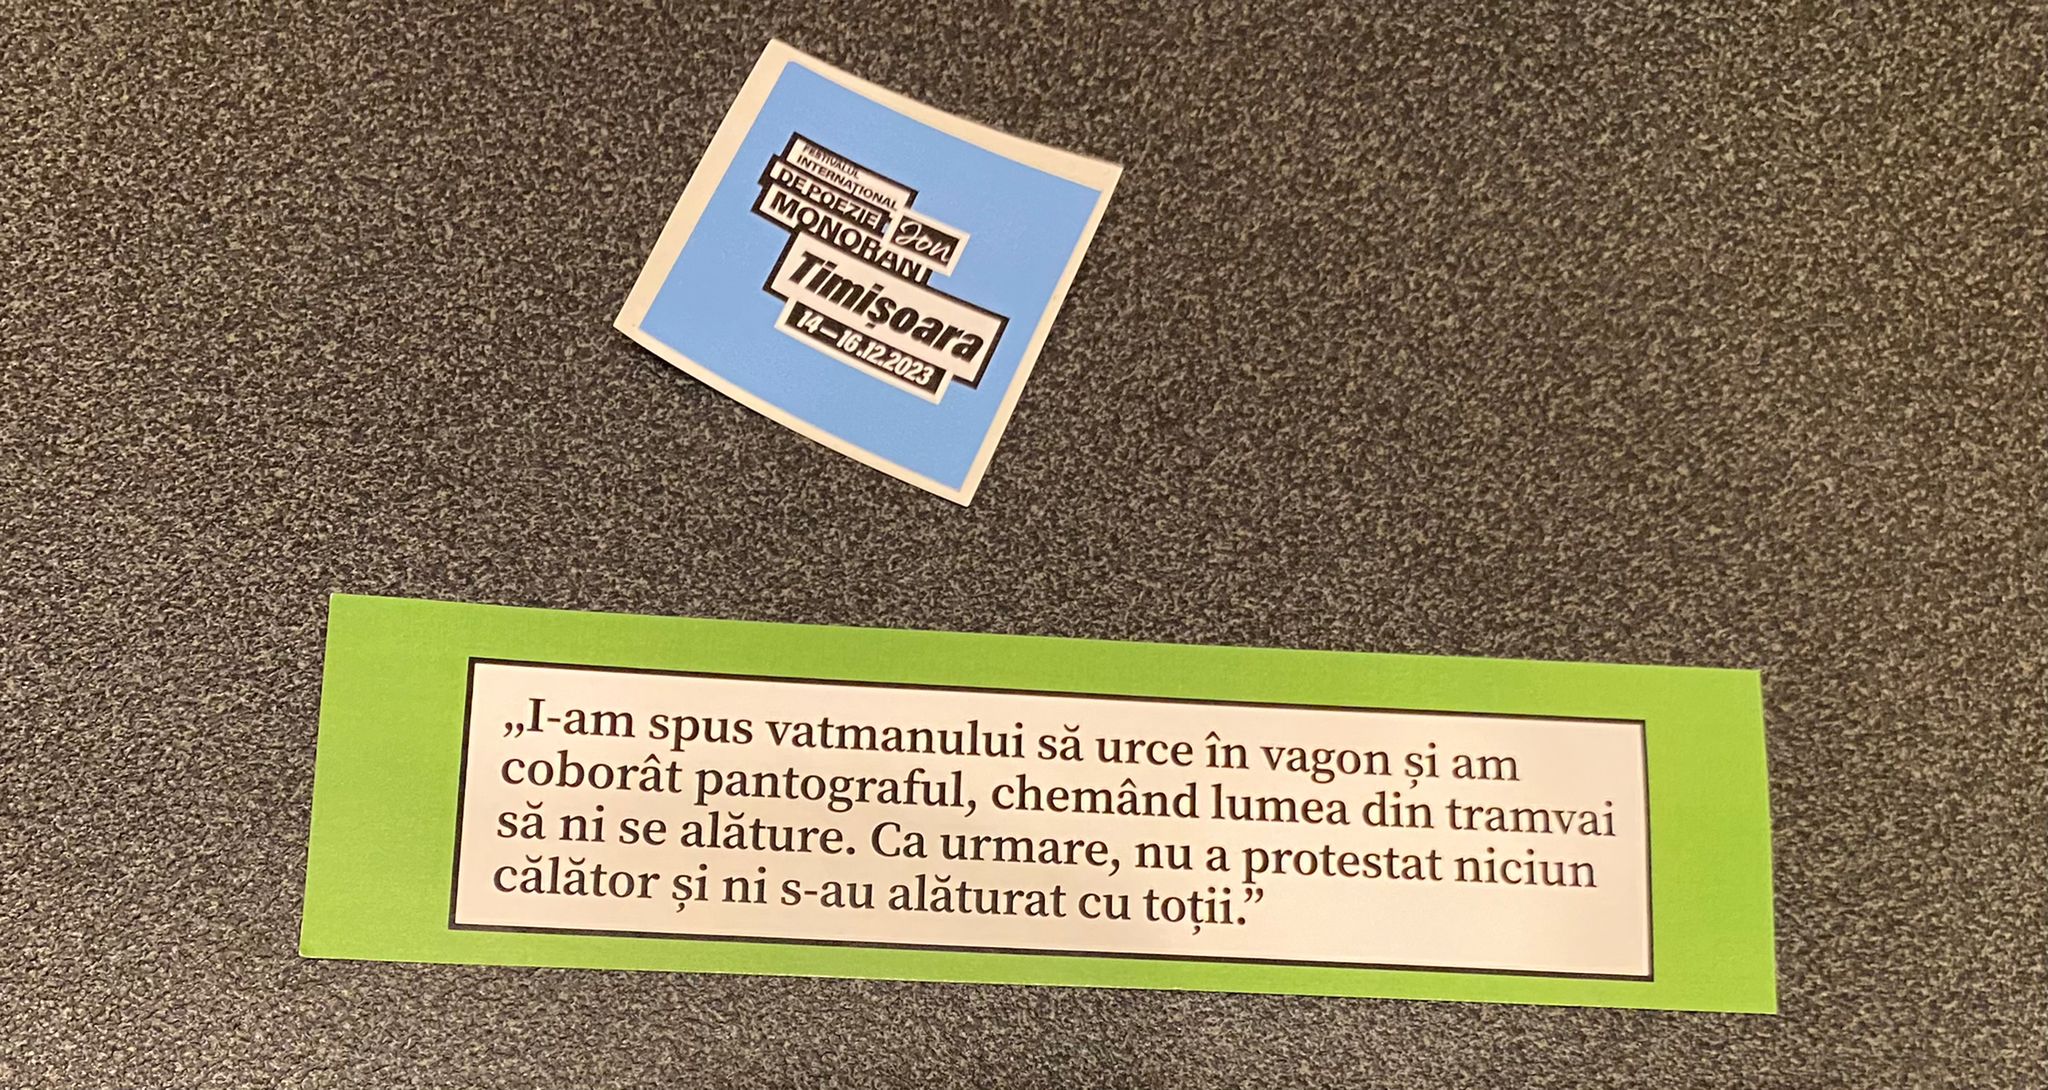 FESTIVALUL
INTERNAȚIONAL
DE POEZIE Ion
MONORANU
Timișoara
14—16.12.2023
„I-am spus vatmanului să urce în vagon și am
coborât pantograful, chemând lumea din tramvai
să ni se alăture. Ca urmare, nu a protestat niciun
călător și ni s-au alăturat cu toții.”